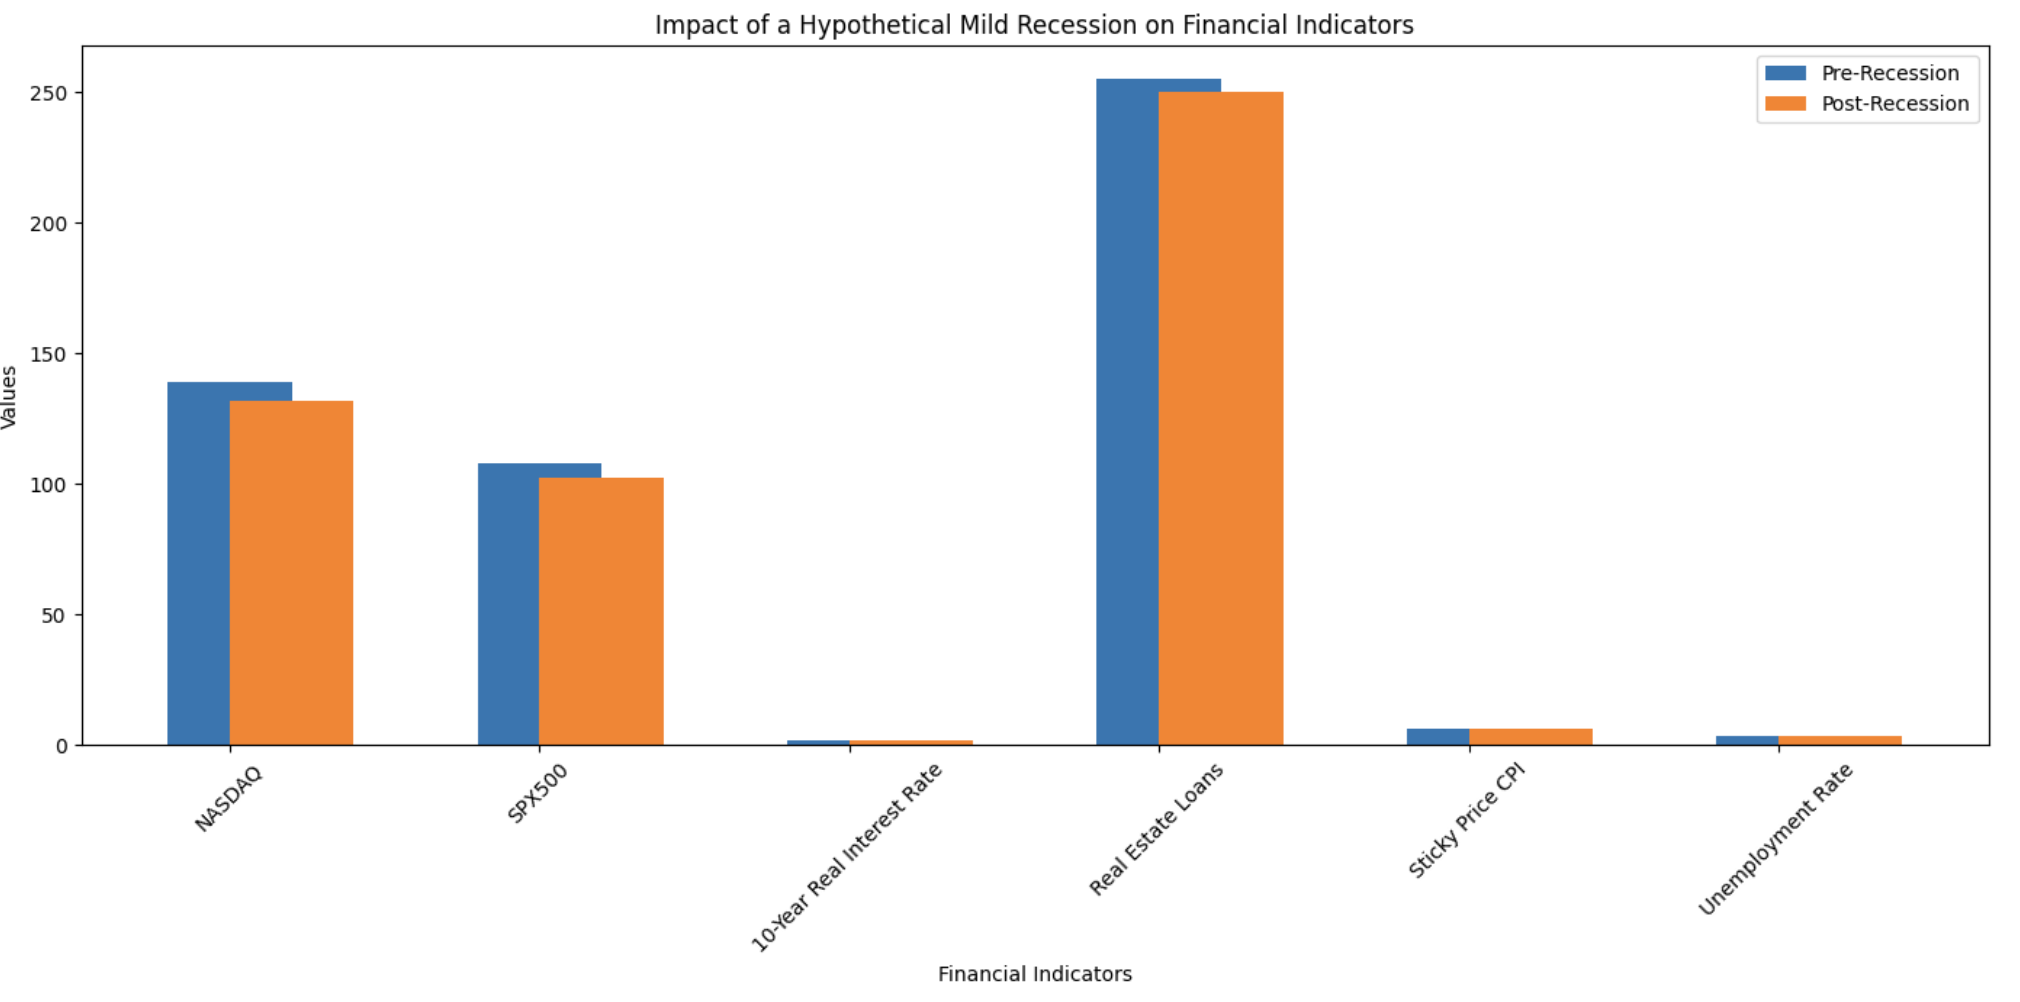 Impact of a Hypothetical Mild Recession on Financial Indicators
Pre-Recession
Post-Recession
Values
250
200
150
100
50
0
NASDAQ
SPX500
10-Year Real Interest Rate
Real Estate Loans
Sticky Price CPI
Unemployment Rate
Financial Indicators